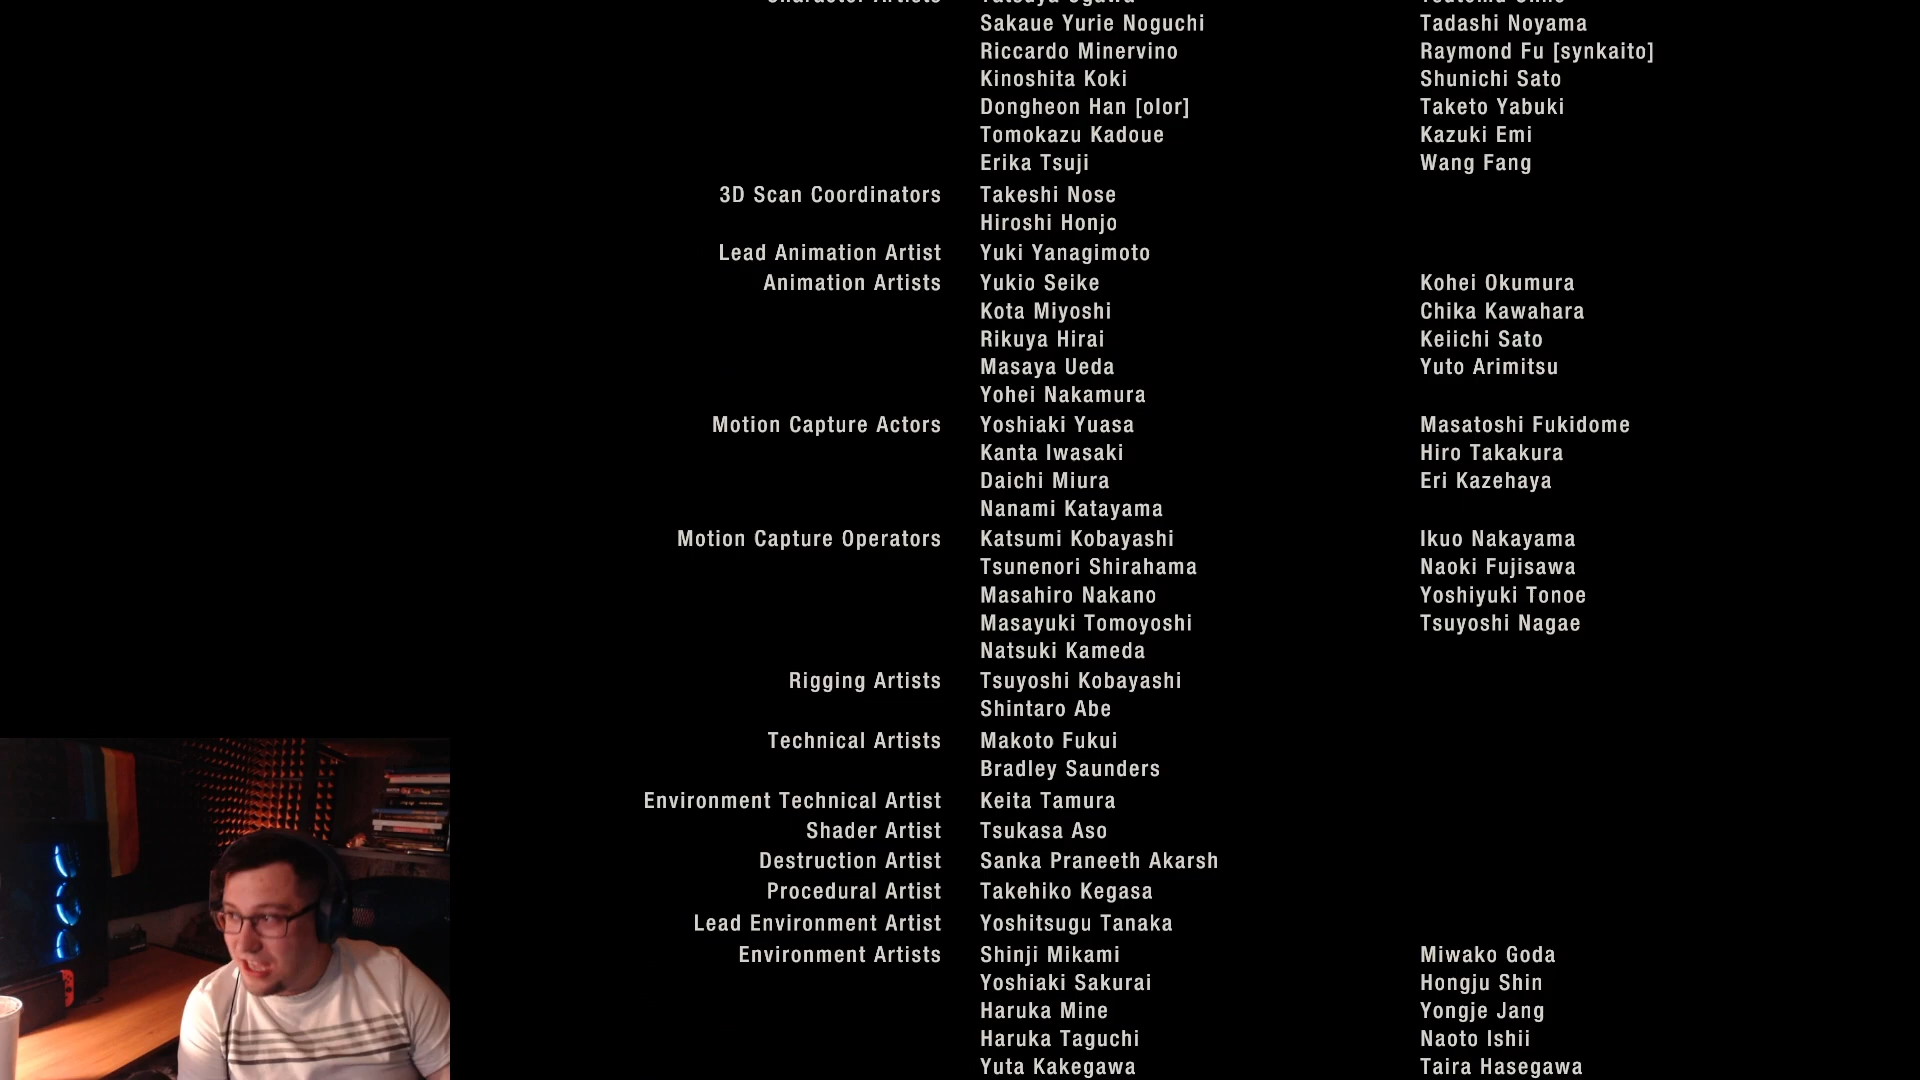 Sakaue Yurie Noguchi Tadashi Noyama
Riccardo Minervino Raymond Fu [synkaito]
Kinoshita Koki Shunichi Sato
Dongheon Han [olor] Taketo Yabuki
Tomokazu Kadoue Kazuki Emi
Erika Tsuji Wang Fang
3D Scan Coordinators Takeshi Nose
Hiroshi Honjo
Lead Animation Artist Yuki Yanagimoto
Animation Artists Yukio Seike Kohei Okumura
Kota Miyoshi Chika Kawahara
Rikuya Hirai Keiichi Sato
Masaya Ueda Yuto Arimitsu
Yohei Nakamura
Motion Capture Actors Yoshiaki Yuasa Masatoshi Fukidome
Kanta Iwasaki Hiro Takakura
Daichi Miura Eri Kazehaya
Nanami Katayama
Motion Capture Operators Katsumi Kobayashi Ikuo Nakayama
Tsunenori Shirahama Naoki Fujisawa
Masahiro Nakano Yoshiyuki Tonoe
Masayuki Tomoyoshi Tsuyoshi Nagae
Natsuki Kameda
Rigging Artists Tsuyoshi Kobayashi
Shintaro Abe
Technical Artists Makoto Fukui
Bradley Saunders
Environment Technical Artist Keita Tamura
Shader Artist Tsukasa Aso
Destruction Artist Sanka Praneeth Akarsh
Procedural Artist Takehiko Kegasa
Lead Environment Artist Yoshitsugu Tanaka
Environment Artists Shinji Mikami Miwako Goda
Yoshiaki Sakurai Hongju Shin
Haruka Mine Yongje Jang
Haruka Taguchi Naoto Ishii
Yuta Kakegawa Taira Hasegawa